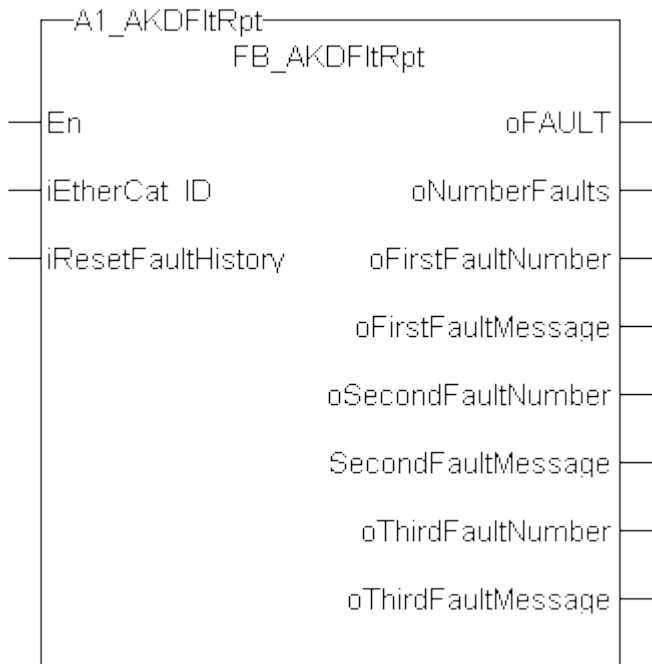 A1_AKDFltRpt
FB_AKDFltRpt
En oFAULT
iEtherCat_ID oNumberFaults
iResetFaultHistory oFirstFaultNumber
oFirstFaultMessage
oSecondFaultNumber
SecondFaultMessage
oThirdFaultNumber
oThirdFaultMessage